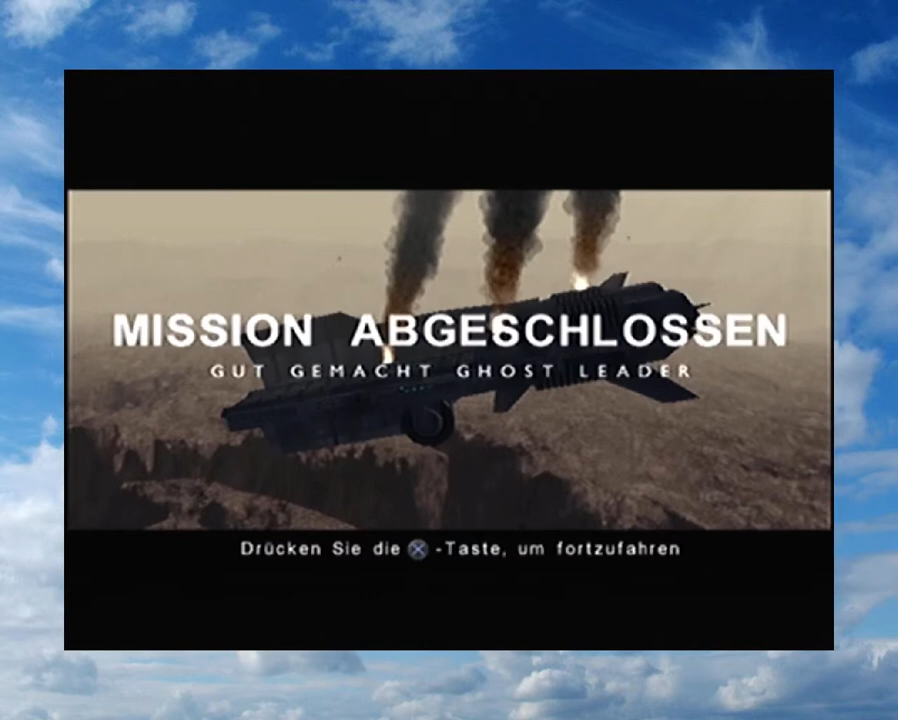 MISSION ABGESCHLOSSEN
GUT GEMACHT GHOST LEADER
Drücken Sie die ⓧ -Taste, um fortzufahren